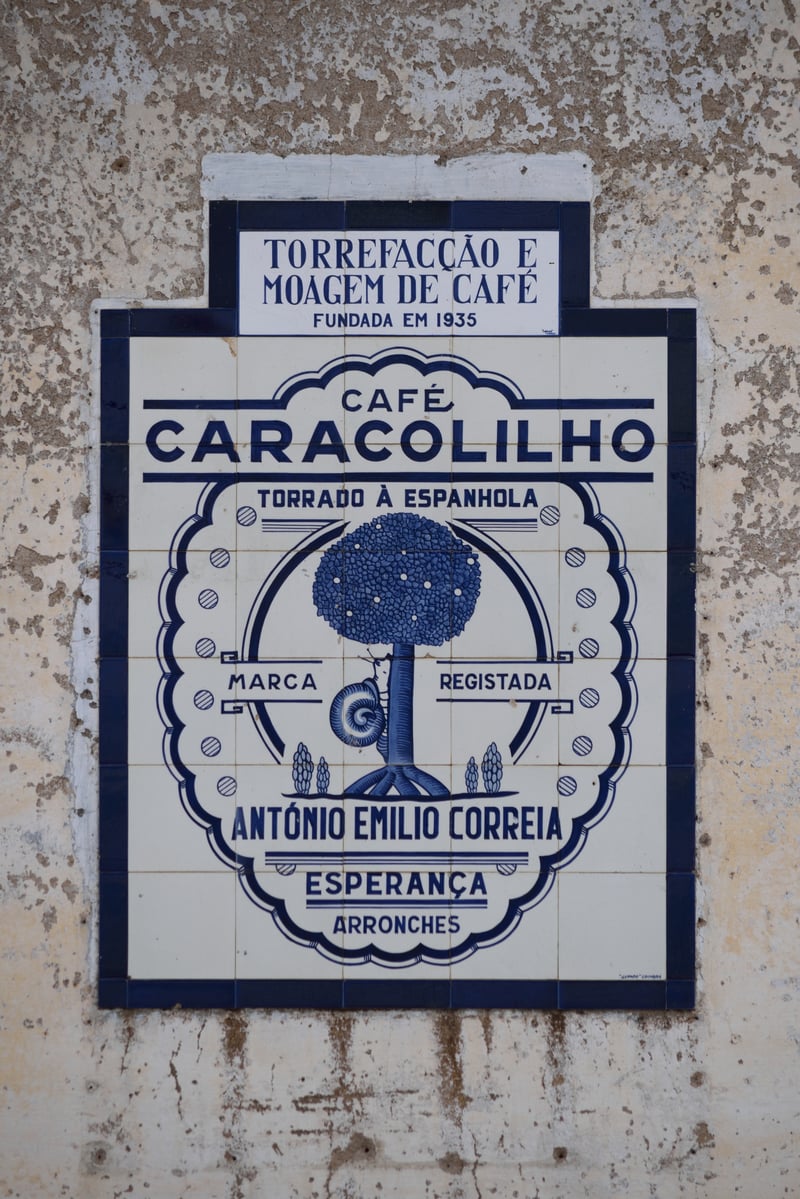 TORREFACÇÃO E
MOAGEM DE CAFÉ
FUNDADA EM 1935
CAFÉ
CARACOLILHO
TORRADO À ESPANHOLA
MARCA REGISTADA
ANTÓNIO EMILIO CORREIA
ESPERANÇA
ARRONCHES